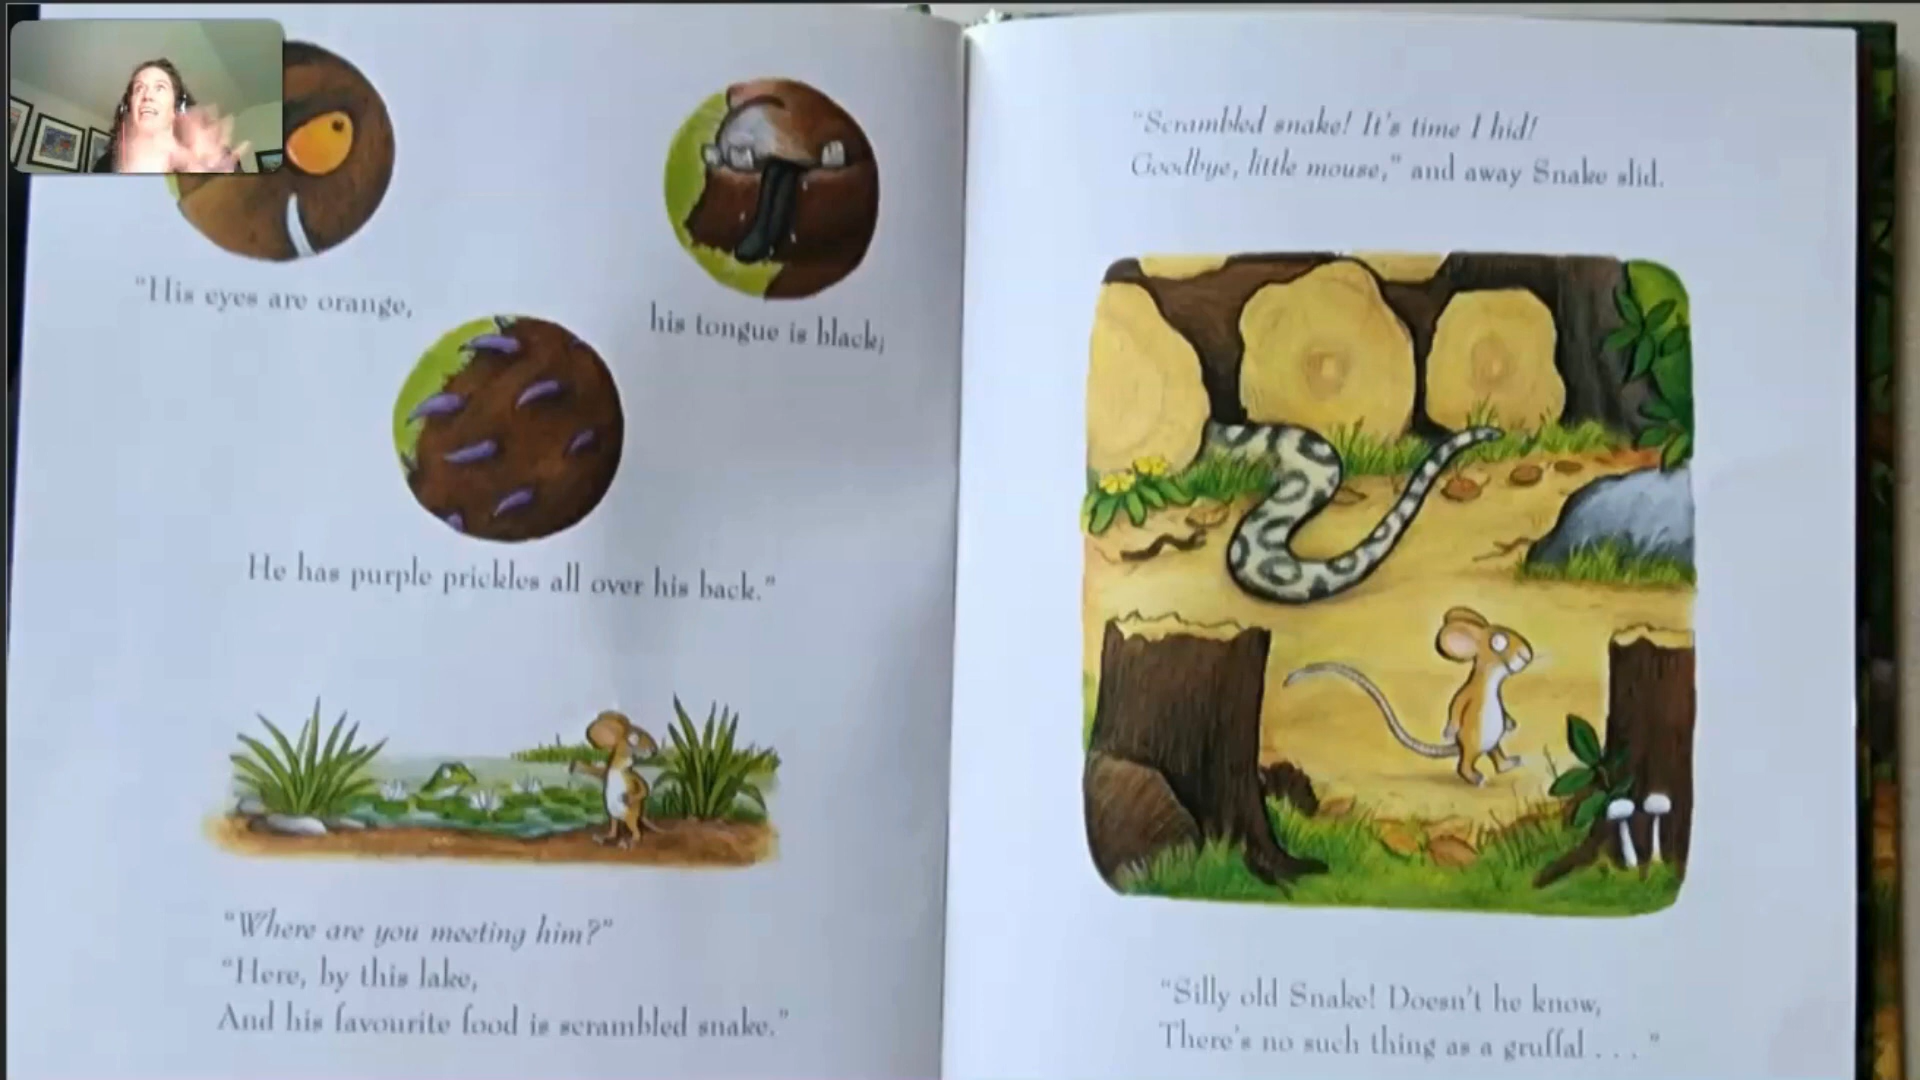 "His eyes are orange,
his tongue is black;
He has purple prickles all over his back."
"Where are you meeting him?"
"Here, by this lake,
And his favourite food is scrambled snake."
"Scrambled snake! It's time I hid!
Goodbye, little mouse," and away Snake slid.
"Silly old Snake! Doesn't he know,
There's no such thing as a gruffal . . . "